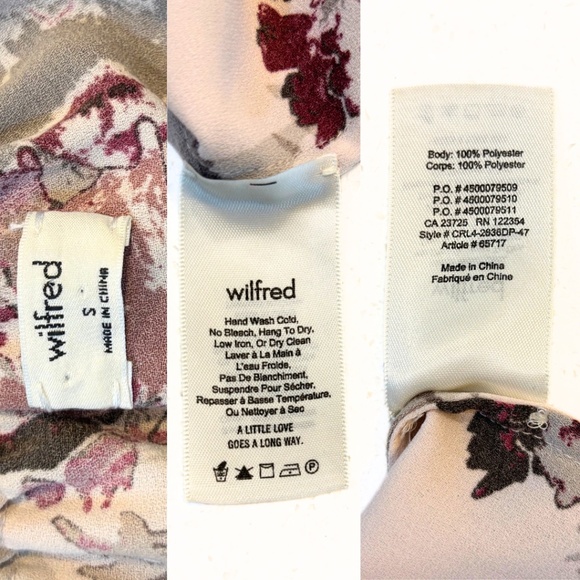 wilfred
S
MADE IN CHINA
wilfred
Hand Wash Cold,
No Bleach, Hang To Dry,
Low Iron, Or Dry Clean
Laver à La Main à
L'eau Froide,
Pas De Blanchiment,
Suspendre Pour Sécher,
Repasser à Basse Température,
Ou Nettoyer à Sec
A LITTLE LOVE
GOES A LONG WAY.
P
Body: 100% Polyester
Corps: 100% Polyester
P.O. # 4500079509
P.O. # 4500079510
P.O. # 4500079511
CA 23725 RN 122354
Style # CRL4-2836DP-47
Article # 65717
Made in China
Fabriqué en Chine